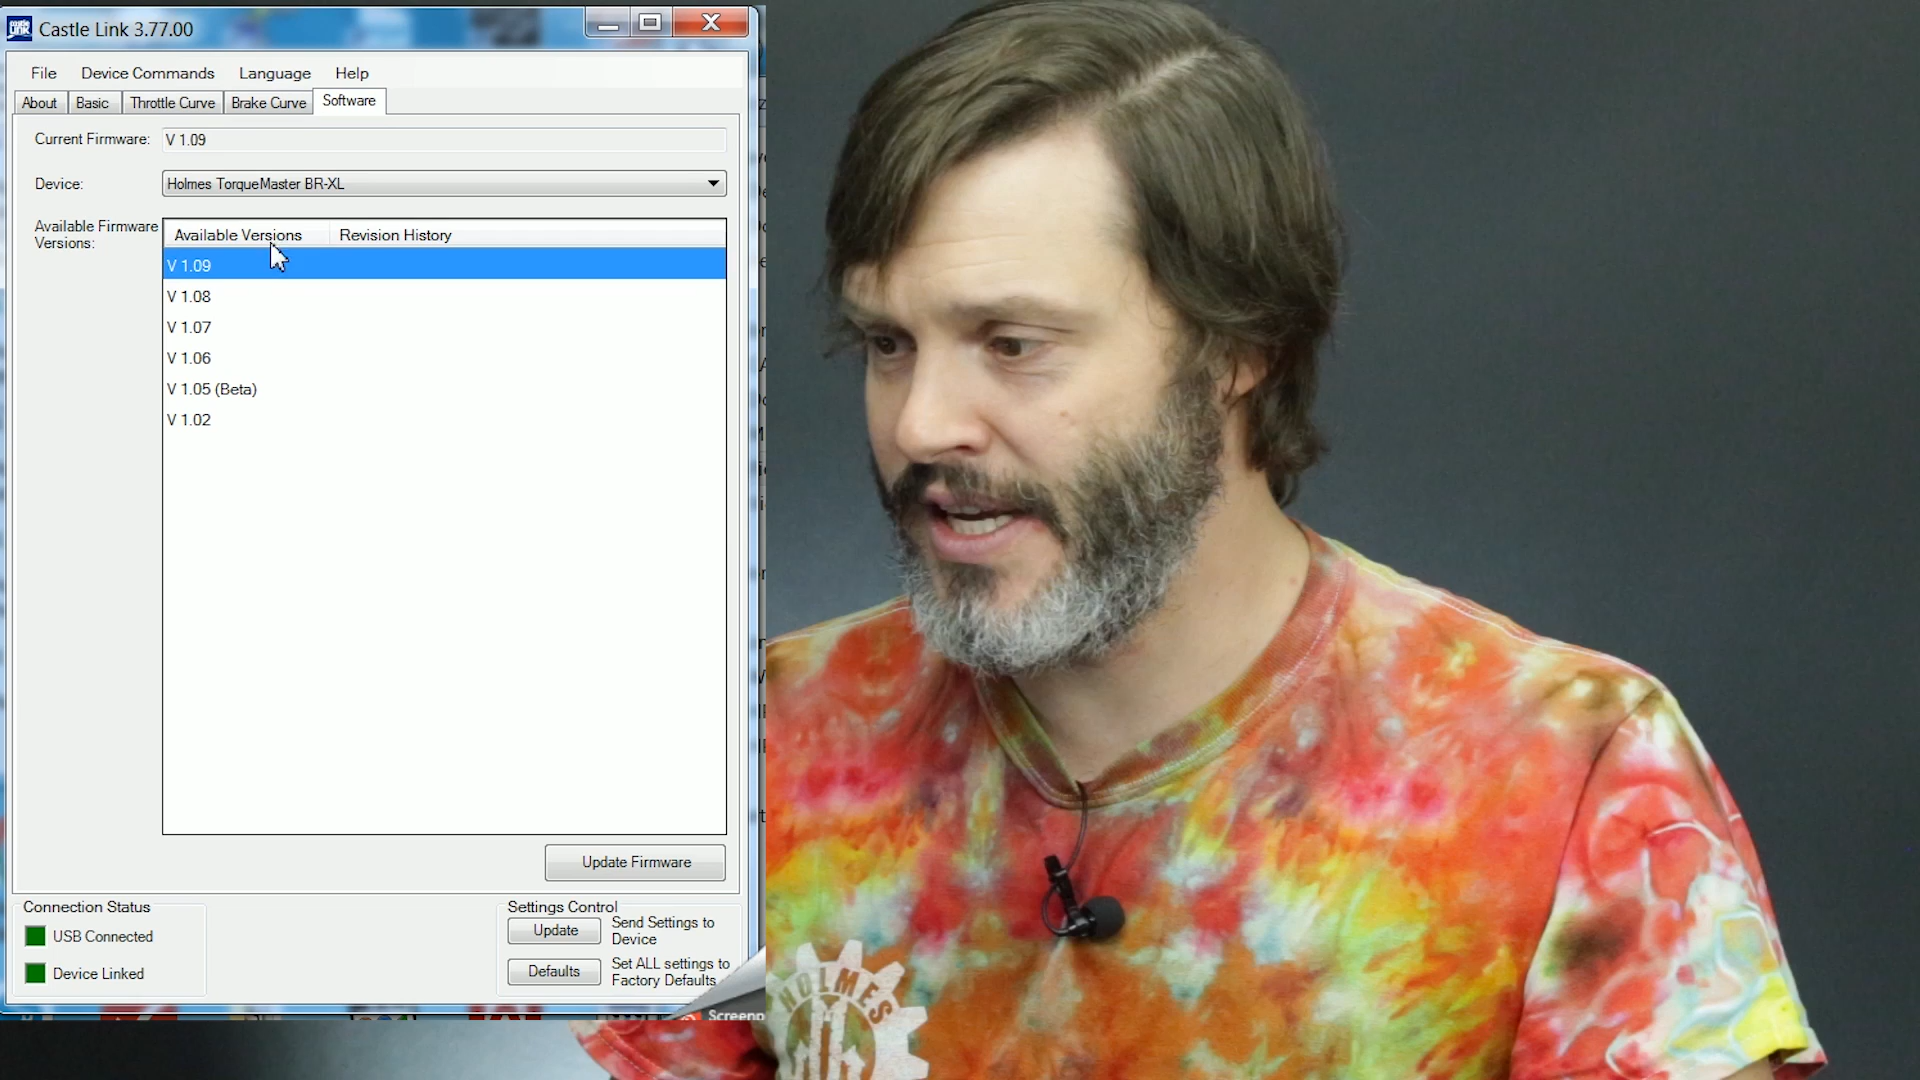 Castle Link 3.77.00
File Device Commands Language Help
About Basic Throttle Curve Brake Curve Software
Current Firmware: V 1.09
Device: Holmes TorqueMaster BR-XL
Available Firmware
Versions:
Available Versions Revision History
V 1.09
V 1.08
V 1.07
V 1.06
V 1.05 (Beta)
V 1.02
Update Firmware
Connection Status
USB Connected
Device Linked
Settings Control
Update Send Settings to
Device
Defaults Set ALL settings to
Factory Defaults
HOLMES